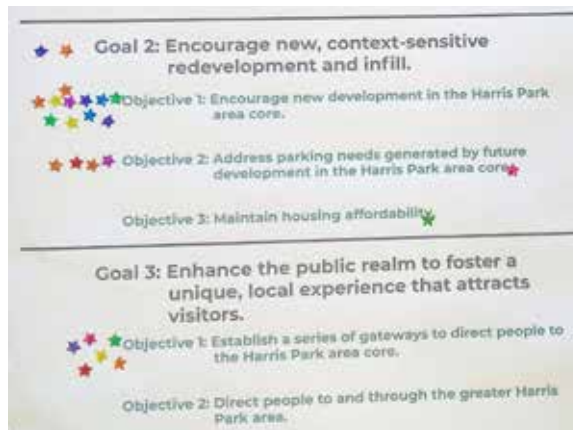 Goal 2: Encourage new, context-sensitive
redevelopment and infill.
Objective 1: Encourage new development in the Harris Park
area core.
Objective 2: Address parking needs generated by future
development in the Harris Park area core.
Objective 3: Maintain housing affordability.
Goal 3: Enhance the public realm to foster a
unique, local experience that attracts
visitors.
Objective 1: Establish a series of gateways to direct people to
the Harris Park area core.
Objective 2: Direct people to and through the greater Harris
Park area.